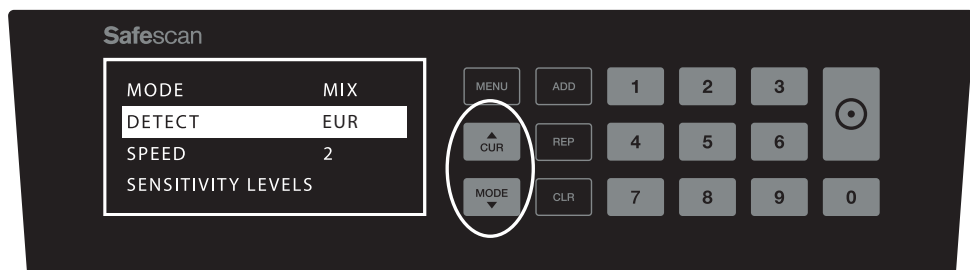 Safescan
MODE MIX
DETECT EUR
SPEED 2
SENSITIVITY LEVELS
MENU ADD 1 2 3
CUR REP 4 5 6
MODE CLR 7 8 9 0